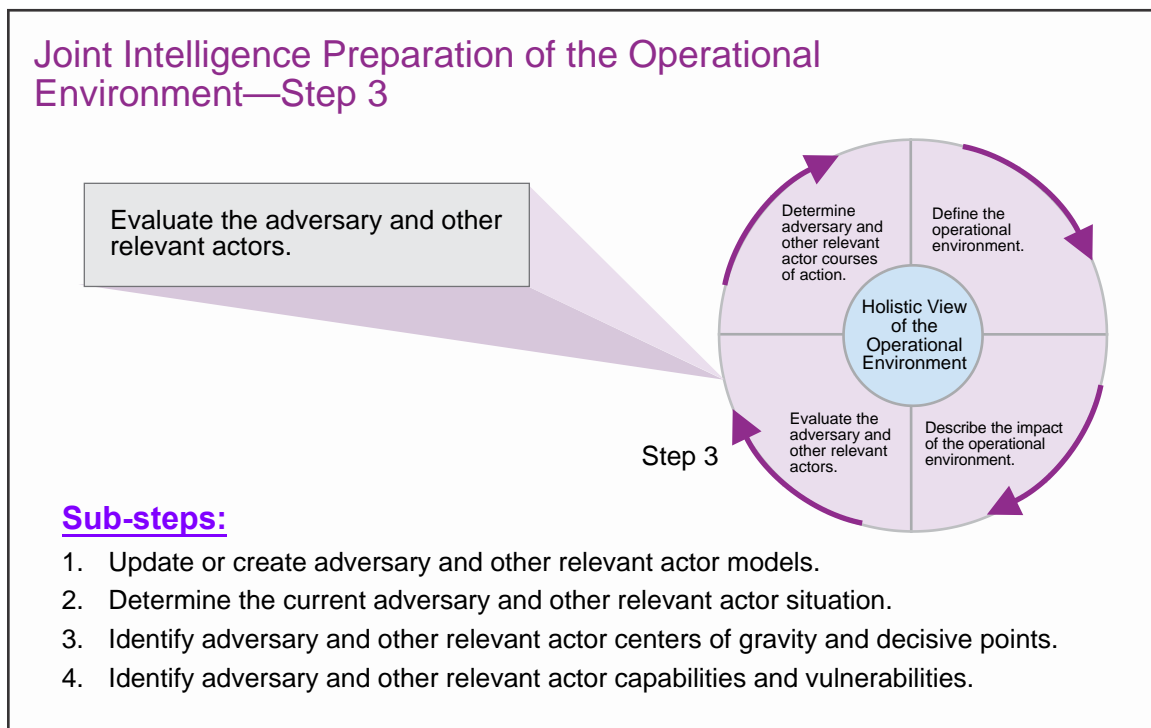 Joint Intelligence Preparation of the Operational
Environment—Step 3
Evaluate the adversary and other
relevant actors.
Determine
adversary and
other relevant
actor courses
of action.
Define the
operational
environment.
Holistic View
of the
Operational
Environment
Evaluate the
adversary and
other relevant
actors.
Describe the impact
of the operational
environment.
Step 3
Sub-steps:
1. Update or create adversary and other relevant actor models.
2. Determine the current adversary and other relevant actor situation.
3. Identify adversary and other relevant actor centers of gravity and decisive points.
4. Identify adversary and other relevant actor capabilities and vulnerabilities.